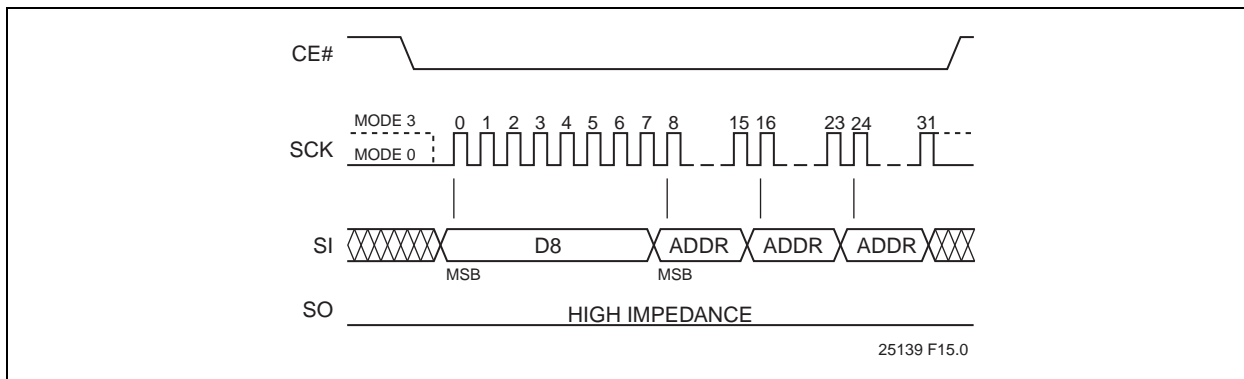 CE#
MODE 3
0 1 2 3 4 5 6 7 8 15 16 23 24 31
SCK
MODE 0
SI
D8
ADDR
ADDR
ADDR
MSB
MSB
SO
HIGH IMPEDANCE
25139 F15.0